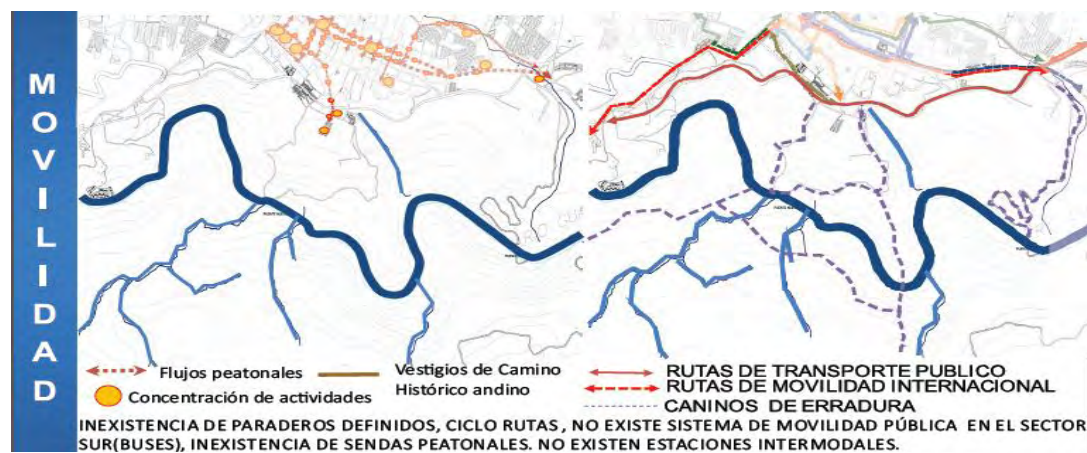 MOVILIDAD
Flujos peatonales
Vestigios de Camino
Histórico andino
Concentración de actividades
RUTAS DE TRANSPORTE PUBLICO
RUTAS DE MOVILIDAD INTERNACIONAL
CANINOS DE ERRADURA
INEXISTENCIA DE PARADEROS DEFINIDOS, CICLO RUTAS , NO EXISTE SISTEMA DE MOVILIDAD PÚBLICA EN EL SECTOR
SUR(BUSES), INEXISTENCIA DE SENDAS PEATONALES. NO EXISTEN ESTACIONES INTERMODALES.